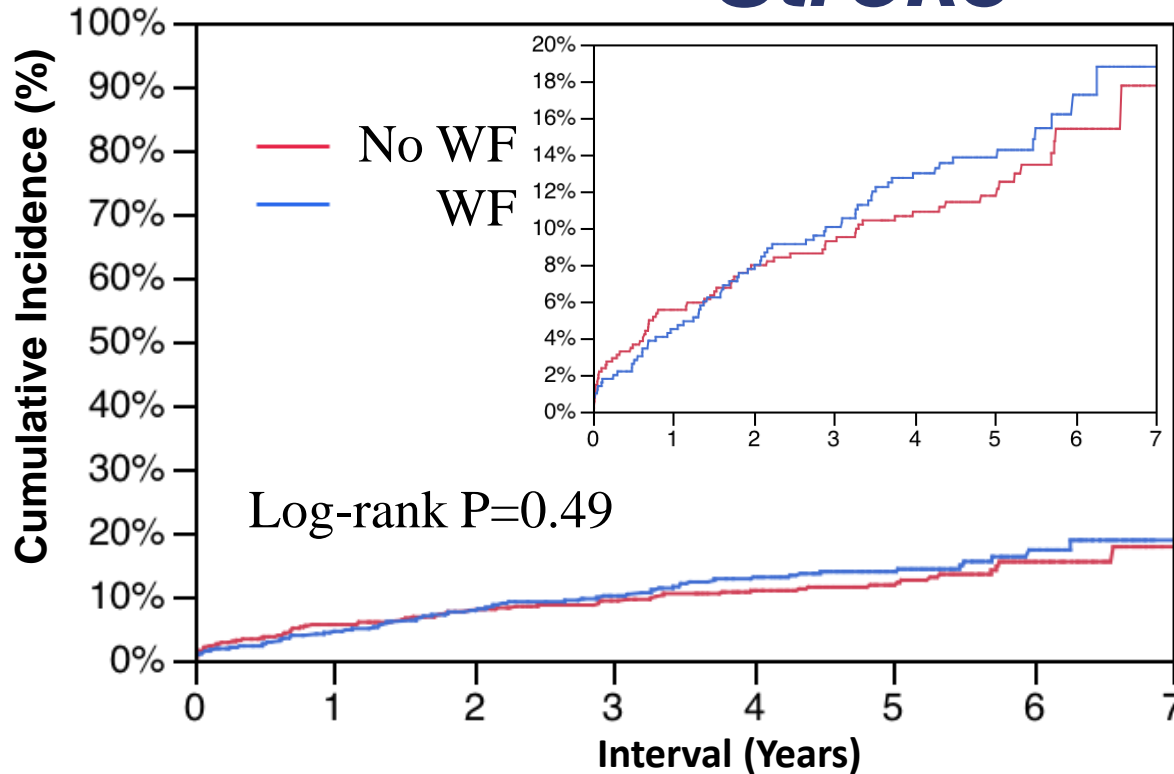 Stroke
100%
90%
80%
70%
60%
50%
40%
30%
20%
10%
0%
Cumulative Incidence (%)
No WF
WF
Log-rank P=0.49
20%
18%
16%
14%
12%
10%
8%
6%
4%
2%
0%
0 1 2 3 4 5 6 7
0 1 2 3 4 5 6 7
Interval (Years)